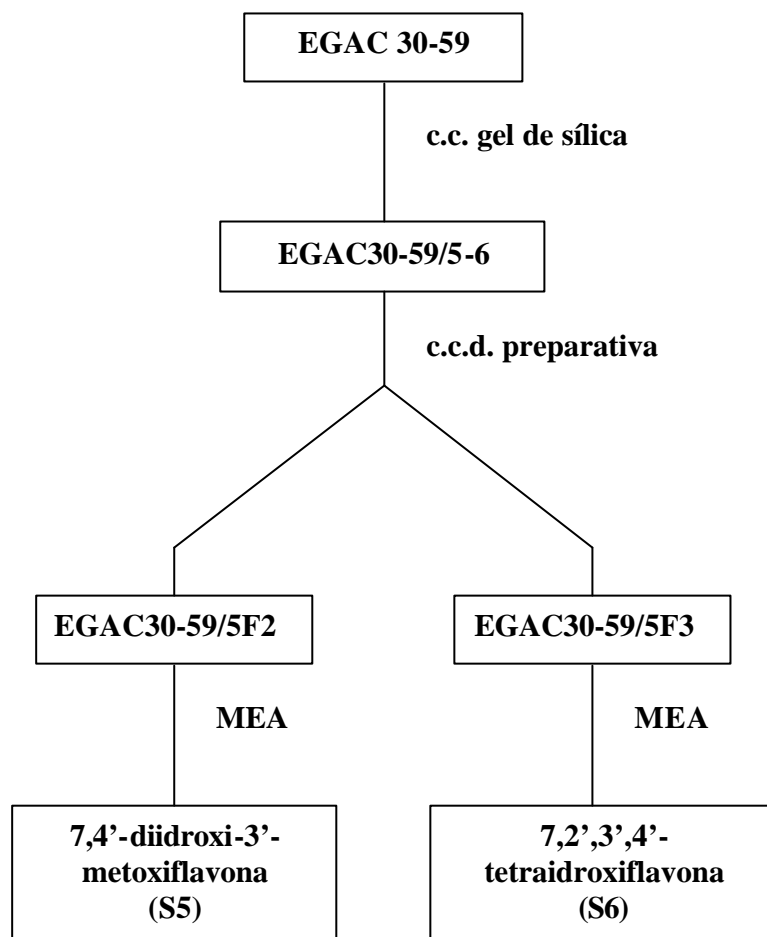 EGAC 30-59
c.c. gel de sílica
EGAC30-59/5-6
c.c.d. preparativa
EGAC30-59/5F2
EGAC30-59/5F3
MEA
MEA
7,4’-diidroxi-3’-
metoxiflavona
(S5)
7,2’,3’,4’-
tetraidroxiflavona
(S6)